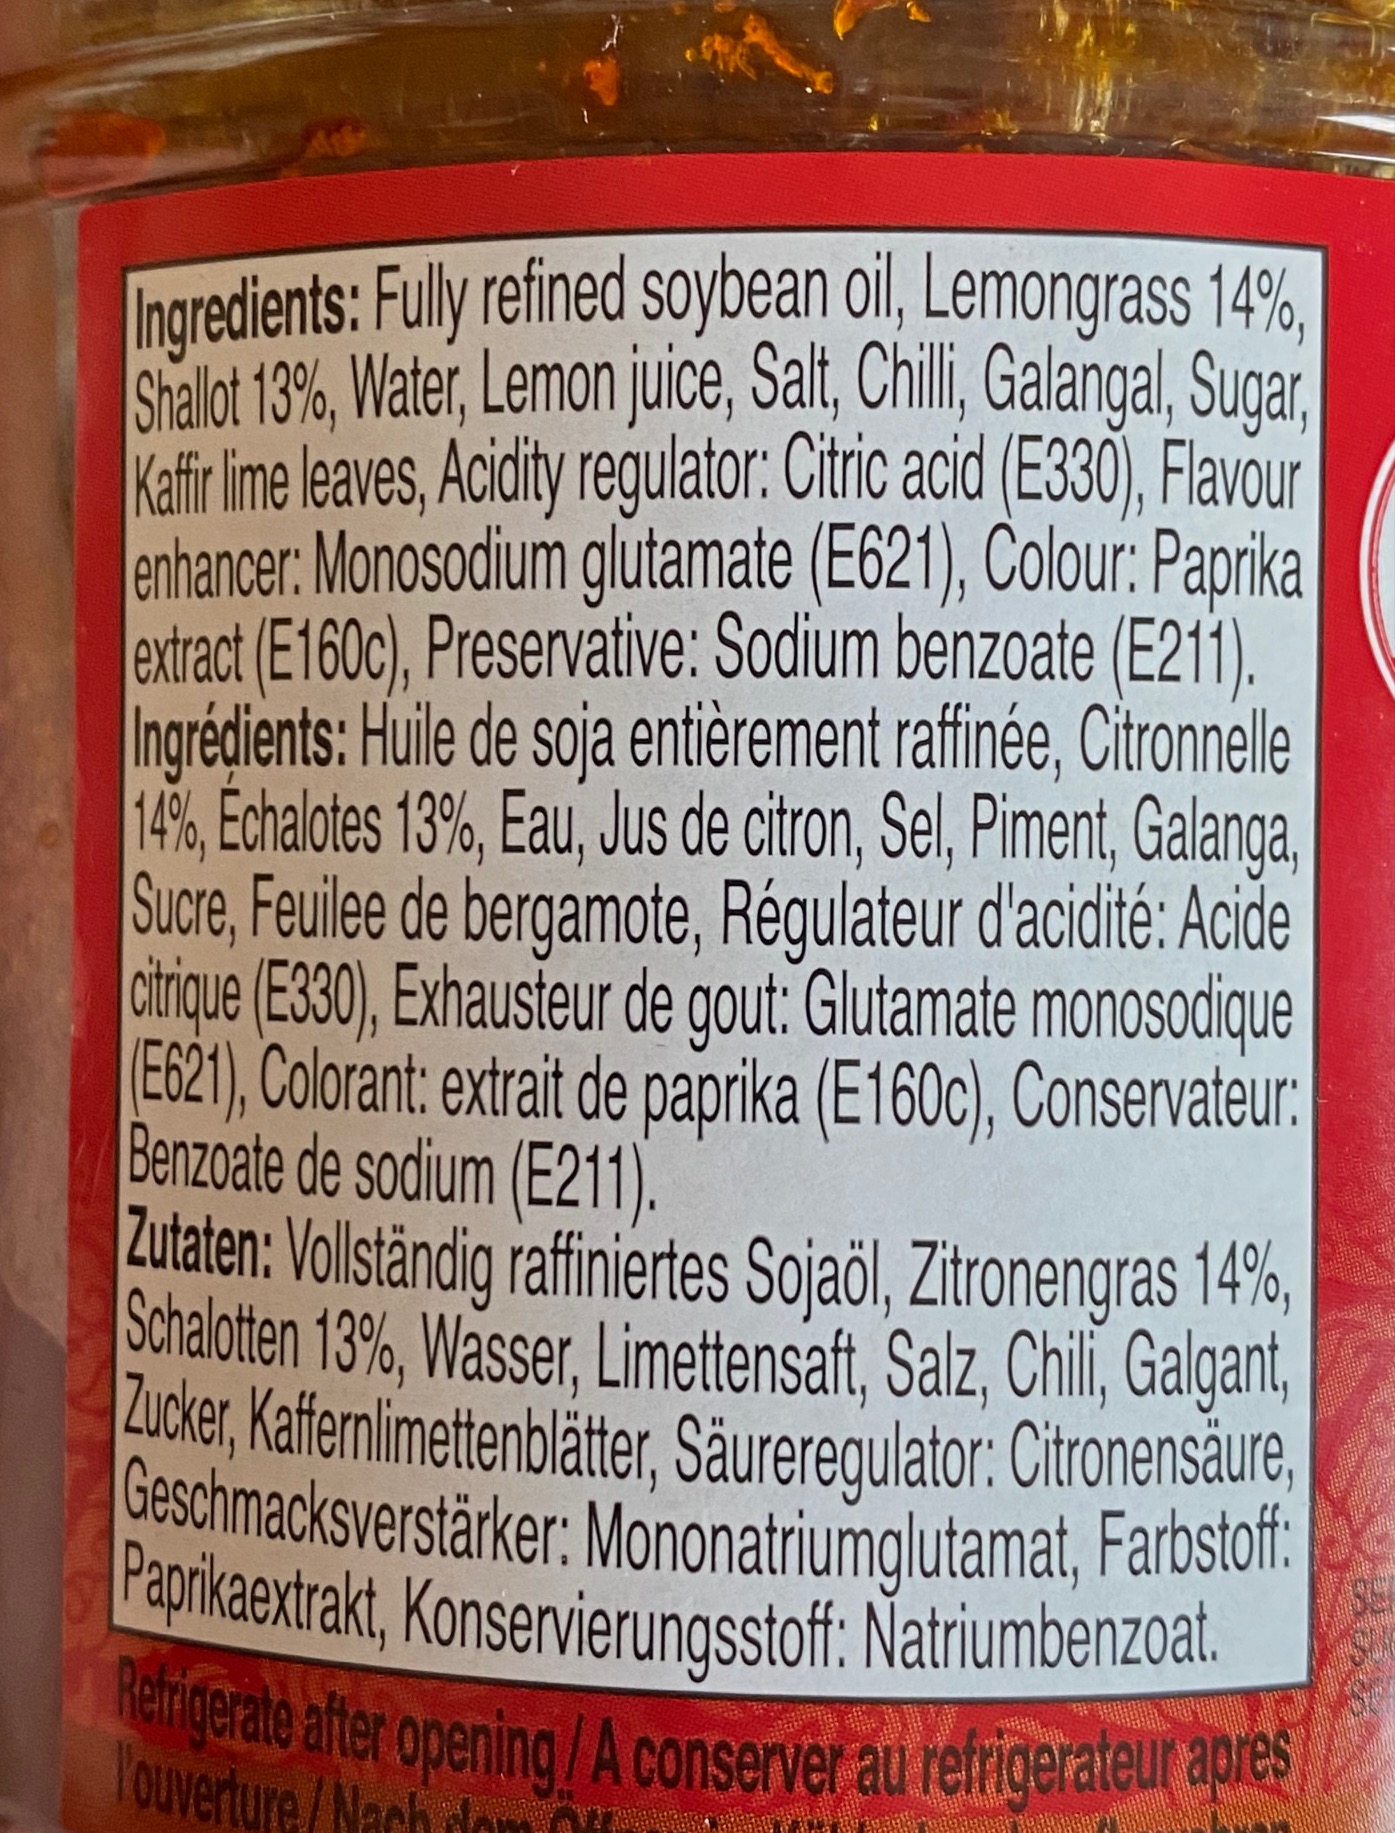 Ingredients: Fully refined soybean oil, Lemongrass 14%,
Shallot 13%, Water, Lemon juice, Salt, Chilli, Galangal, Sugar,
Kaffir lime leaves, Acidity regulator: Citric acid (E330), Flavour
enhancer: Monosodium glutamate (E621), Colour: Paprika
extract (E160c), Preservative: Sodium benzoate (E211).
Ingrédients: Huile de soja entièrement raffinée, Citronnelle
14%, Échalotes 13%, Eau, Jus de citron, Sel, Piment, Galanga,
Sucre, Feuilee de bergamote, Régulateur d'acidité: Acide
citrique (E330), Exhausteur de gout: Glutamate monosodique
(E621), Colorant: extrait de paprika (E160c), Conservateur:
Benzoate de sodium (E211).
Zutaten: Vollständig raffiniertes Sojaöl, Zitronengras 14%,
Schalotten 13%, Wasser, Limettensaft, Salz, Chili, Galgant,
Zucker, Kaffernlimettenblätter, Säureregulator: Citronensäure,
Geschmacksverstärker: Mononatriumglutamat, Farbstoff:
Paprikaextrakt, Konservierungsstoff: Natriumbenzoat.
Refrigerate after opening / A conserver au refrigerateur apres
l'ouverture / Nach dem